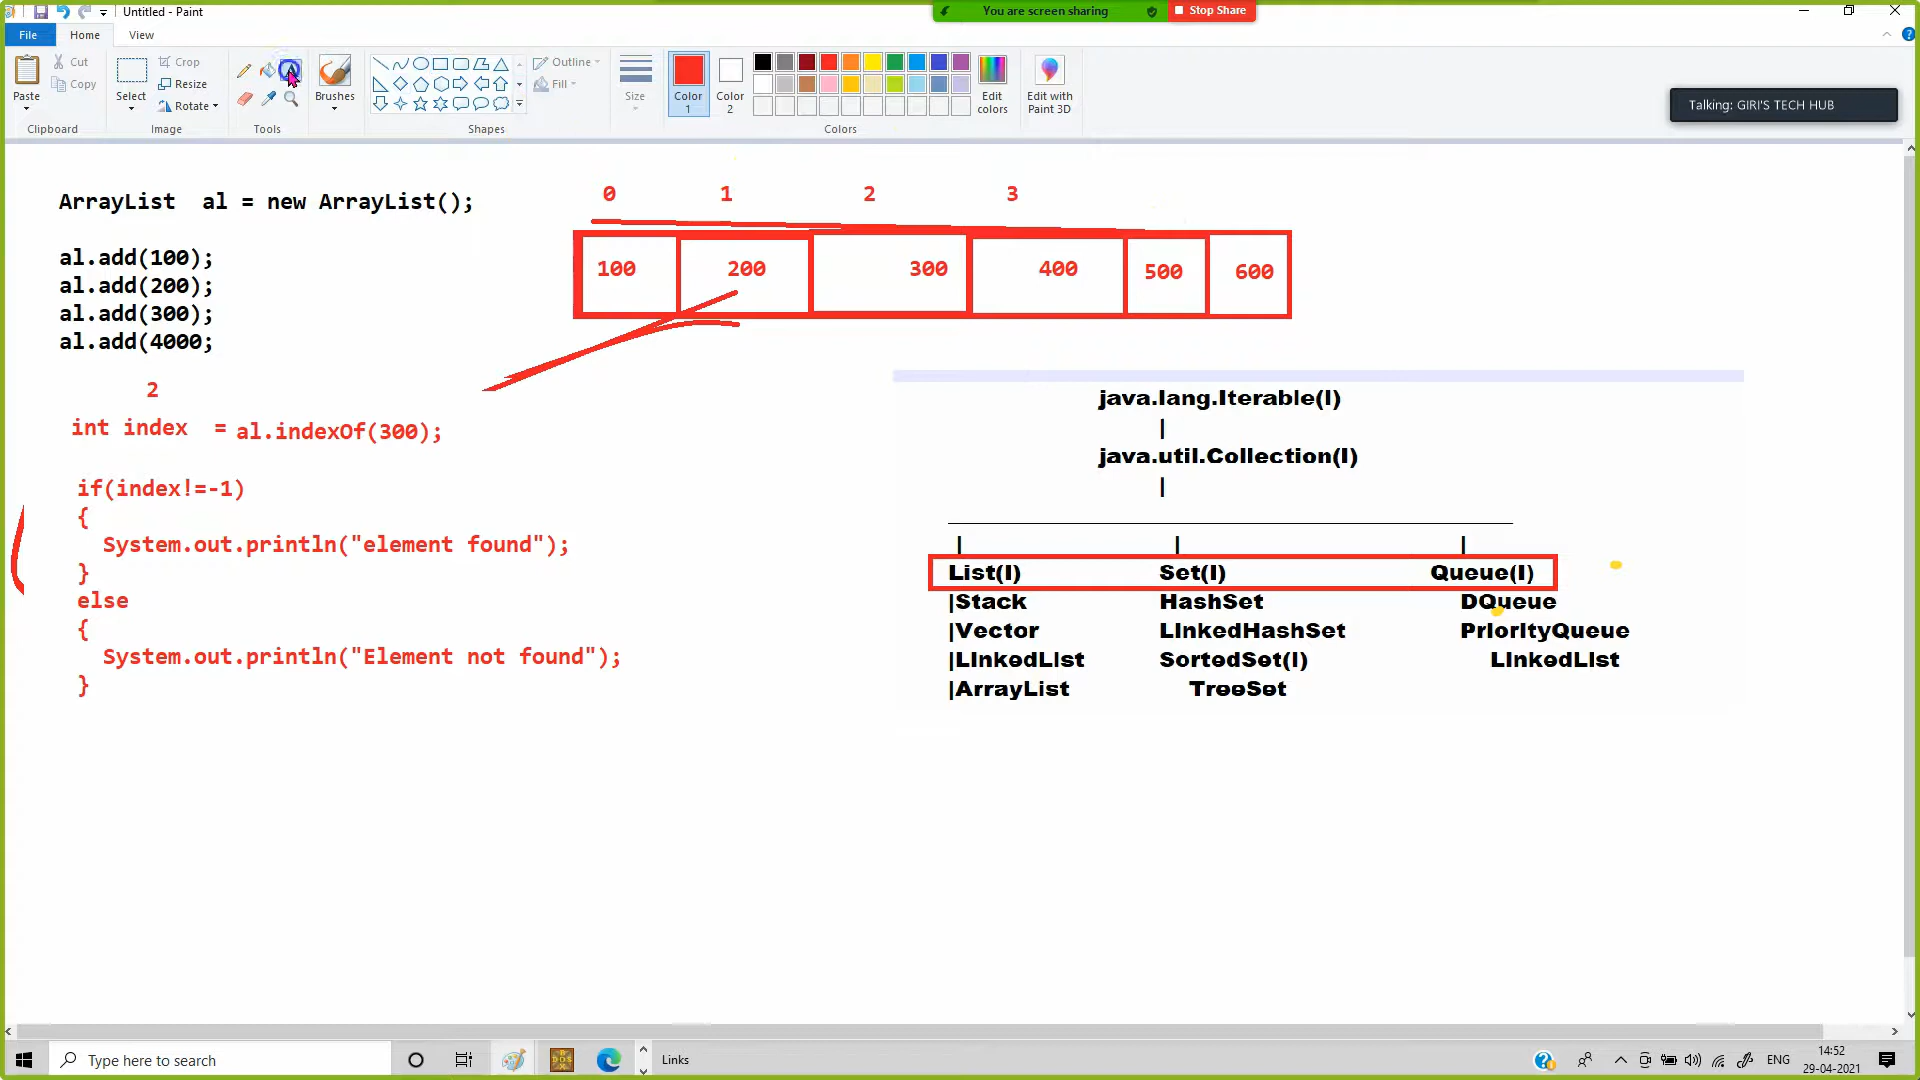 Untitled - Paint
You are screen sharing
Stop Share
File
Home
View
Paste
Cut
Copy
Clipboard
Select
Crop
Resize
Rotate
Image
Tools
Brushes
Shapes
Outline
Fill
Size
Color
1
Color
2
Colors
Edit
colors
Edit with
Paint 3D
Talking: GIRI'S TECH HUB
ArrayList al = new ArrayList();
al.add(100);
al.add(200);
al.add(300);
al.add(4000;
0 1 2 3
100 200 300 400 500 600
2
int index = al.indexOf(300);
if(index!=-1)
{
System.out.println("element found");
}
else
{
System.out.println("Element not found");
}
java.lang.Iterable(I)
|
java.util.Collection(I)
|
| | |
List(I) Set(I) Queue(I)
|Stack HashSet DQueue
|Vector LinkedHashSet PriorityQueue
|LinkedList SortedSet(I) LinkedList
|ArrayList TreeSet
Type here to search
DOS
Links
ENG
14:52
29-04-2021